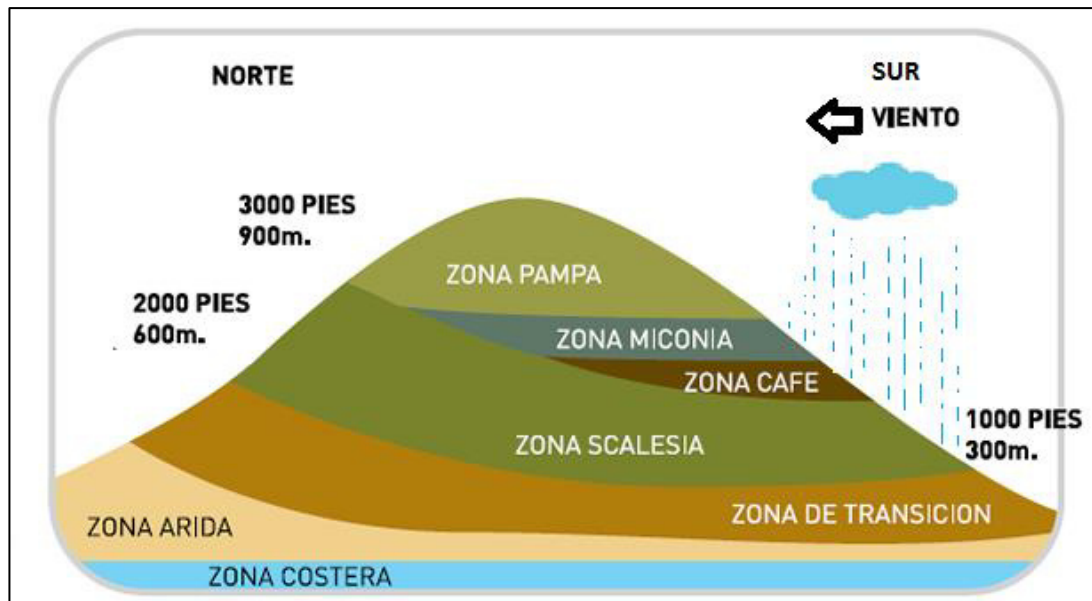 NORTE
SUR
VIENTO
3000 PIES
900m.
ZONA PAMPA
2000 PIES
600m.
ZONA MICONIA
ZONA CAFE
1000 PIES
300m.
ZONA SCALESIA
ZONA DE TRANSICION
ZONA ARIDA
ZONA COSTERA